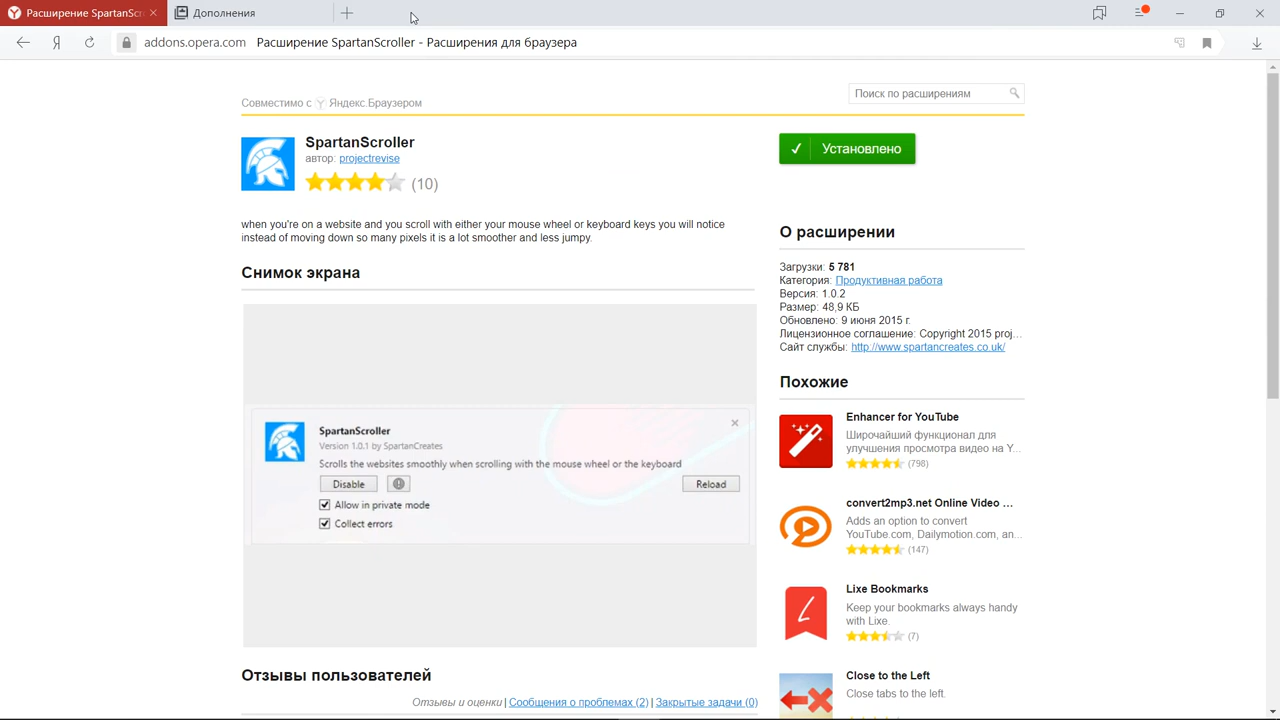 Расширение SpartanSc
Дополнения
addons.opera.com Расширение SpartanScroller - Расширения для браузера
Совместимо с Яндекс.Браузером
Поиск по расширениям
SpartanScroller
автор: projectrevise
(10)
Установлено
when you're on a website and you scroll with either your mouse wheel or keyboard keys you will notice
instead of moving down so many pixels it is a lot smoother and less jumpy.
Снимок экрана
SpartanScroller
Version 1.0.1 by SpartanCreates
Scrolls the websites smoothly when scrolling with the mouse wheel or the keyboard
Disable
Reload
Allow in private mode
Collect errors
Отзывы пользователей
Отзывы и оценки | Сообщения о проблемах (2) | Закрытые задачи (0)
О расширении
Загрузки: 5 781
Категория: Продуктивная работа
Версия: 1.0.2
Размер: 48,9 КБ
Обновлено: 9 июня 2015 г.
Лицензионное соглашение: Copyright 2015 proj...
Сайт службы: http://www.spartancreates.co.uk/
Похожие
Enhancer for YouTube
Широчайший функционал для
улучшения просмотра видео на Y...
(798)
convert2mp3.net Online Video ...
Adds an option to convert
YouTube.com, Dailymotion.com, an...
(147)
Lixe Bookmarks
Keep your bookmarks always handy
with Lixe.
(7)
Close to the Left
Close tabs to the left.